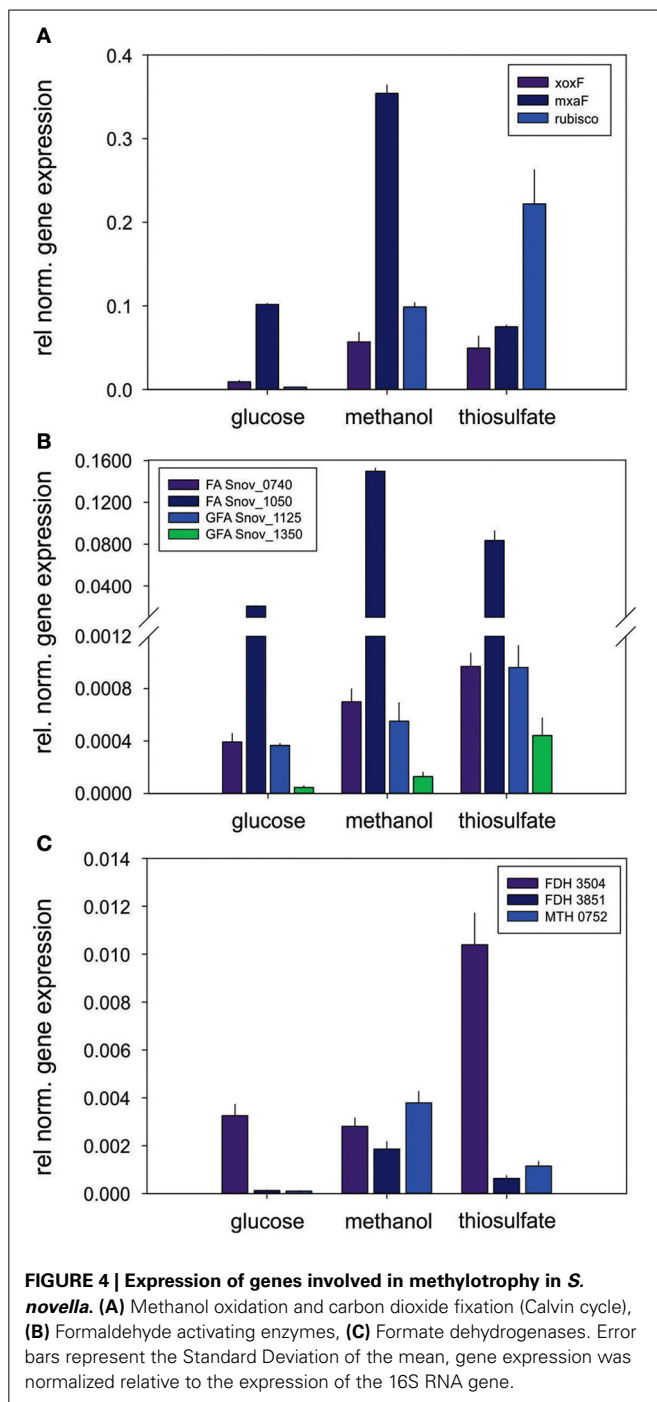 A
rel norm. gene expression
0.4
0.3
0.2
0.1
0.0
xoxF
mxaF
rubisco
glucose methanol thiosulfate
B
rel. norm. gene expression
0.1600
0.1200
0.0800
0.0400
0.0012
0.0008
0.0004
0.0000
FA Snov_0740
FA Snov_1050
GFA Snov_1125
GFA Snov_1350
glucose methanol thiosulfate
C
rel norm. gene expression
0.014
0.012
0.010
0.008
0.006
0.004
0.002
0.000
FDH 3504
FDH 3851
MTH 0752
glucose methanol thiosulfate
FIGURE 4 | Expression of genes involved in methylotrophy in S.
novella. (A) Methanol oxidation and carbon dioxide fixation (Calvin cycle),
(B) Formaldehyde activating enzymes, (C) Formate dehydrogenases. Error
bars represent the Standard Deviation of the mean, gene expression was
normalized relative to the expression of the 16S RNA gene.